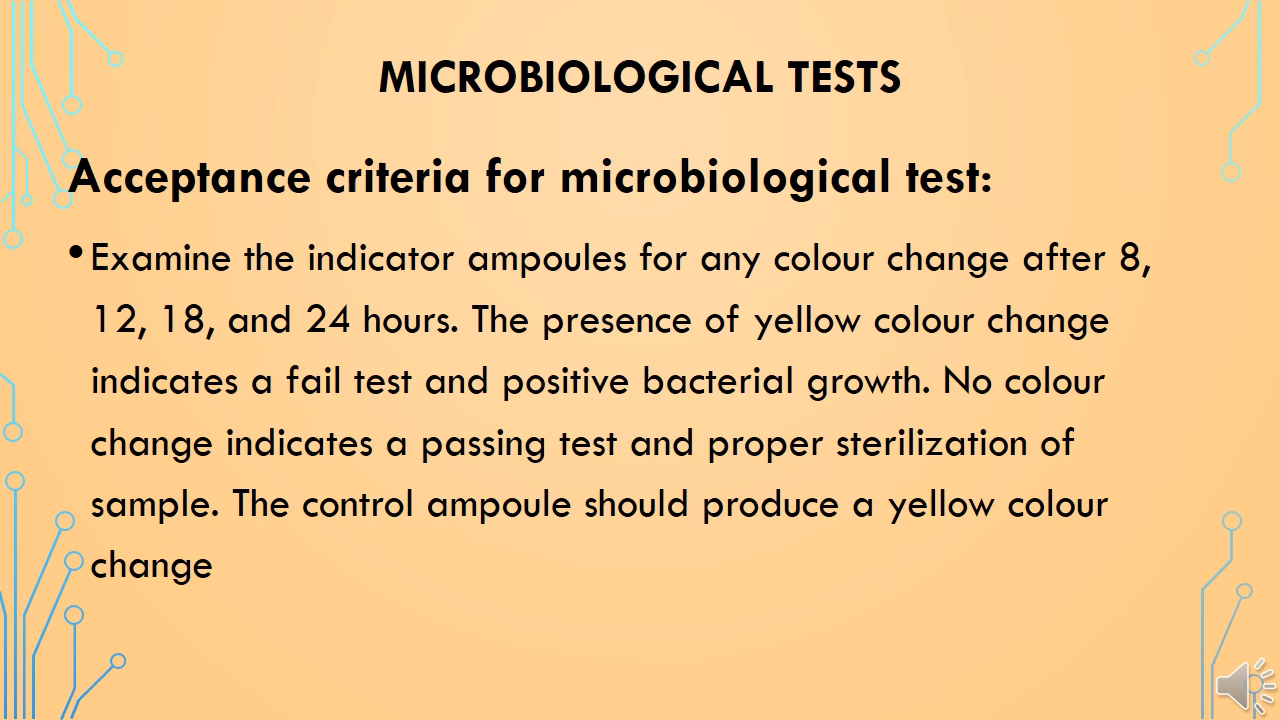 MICROBIOLOGICAL TESTS
Acceptance criteria for microbiological test:
•Examine the indicator ampoules for any colour change after 8,
12, 18, and 24 hours. The presence of yellow colour change
indicates a fail test and positive bacterial growth. No colour
change indicates a passing test and proper sterilization of
sample. The control ampoule should produce a yellow colour
change